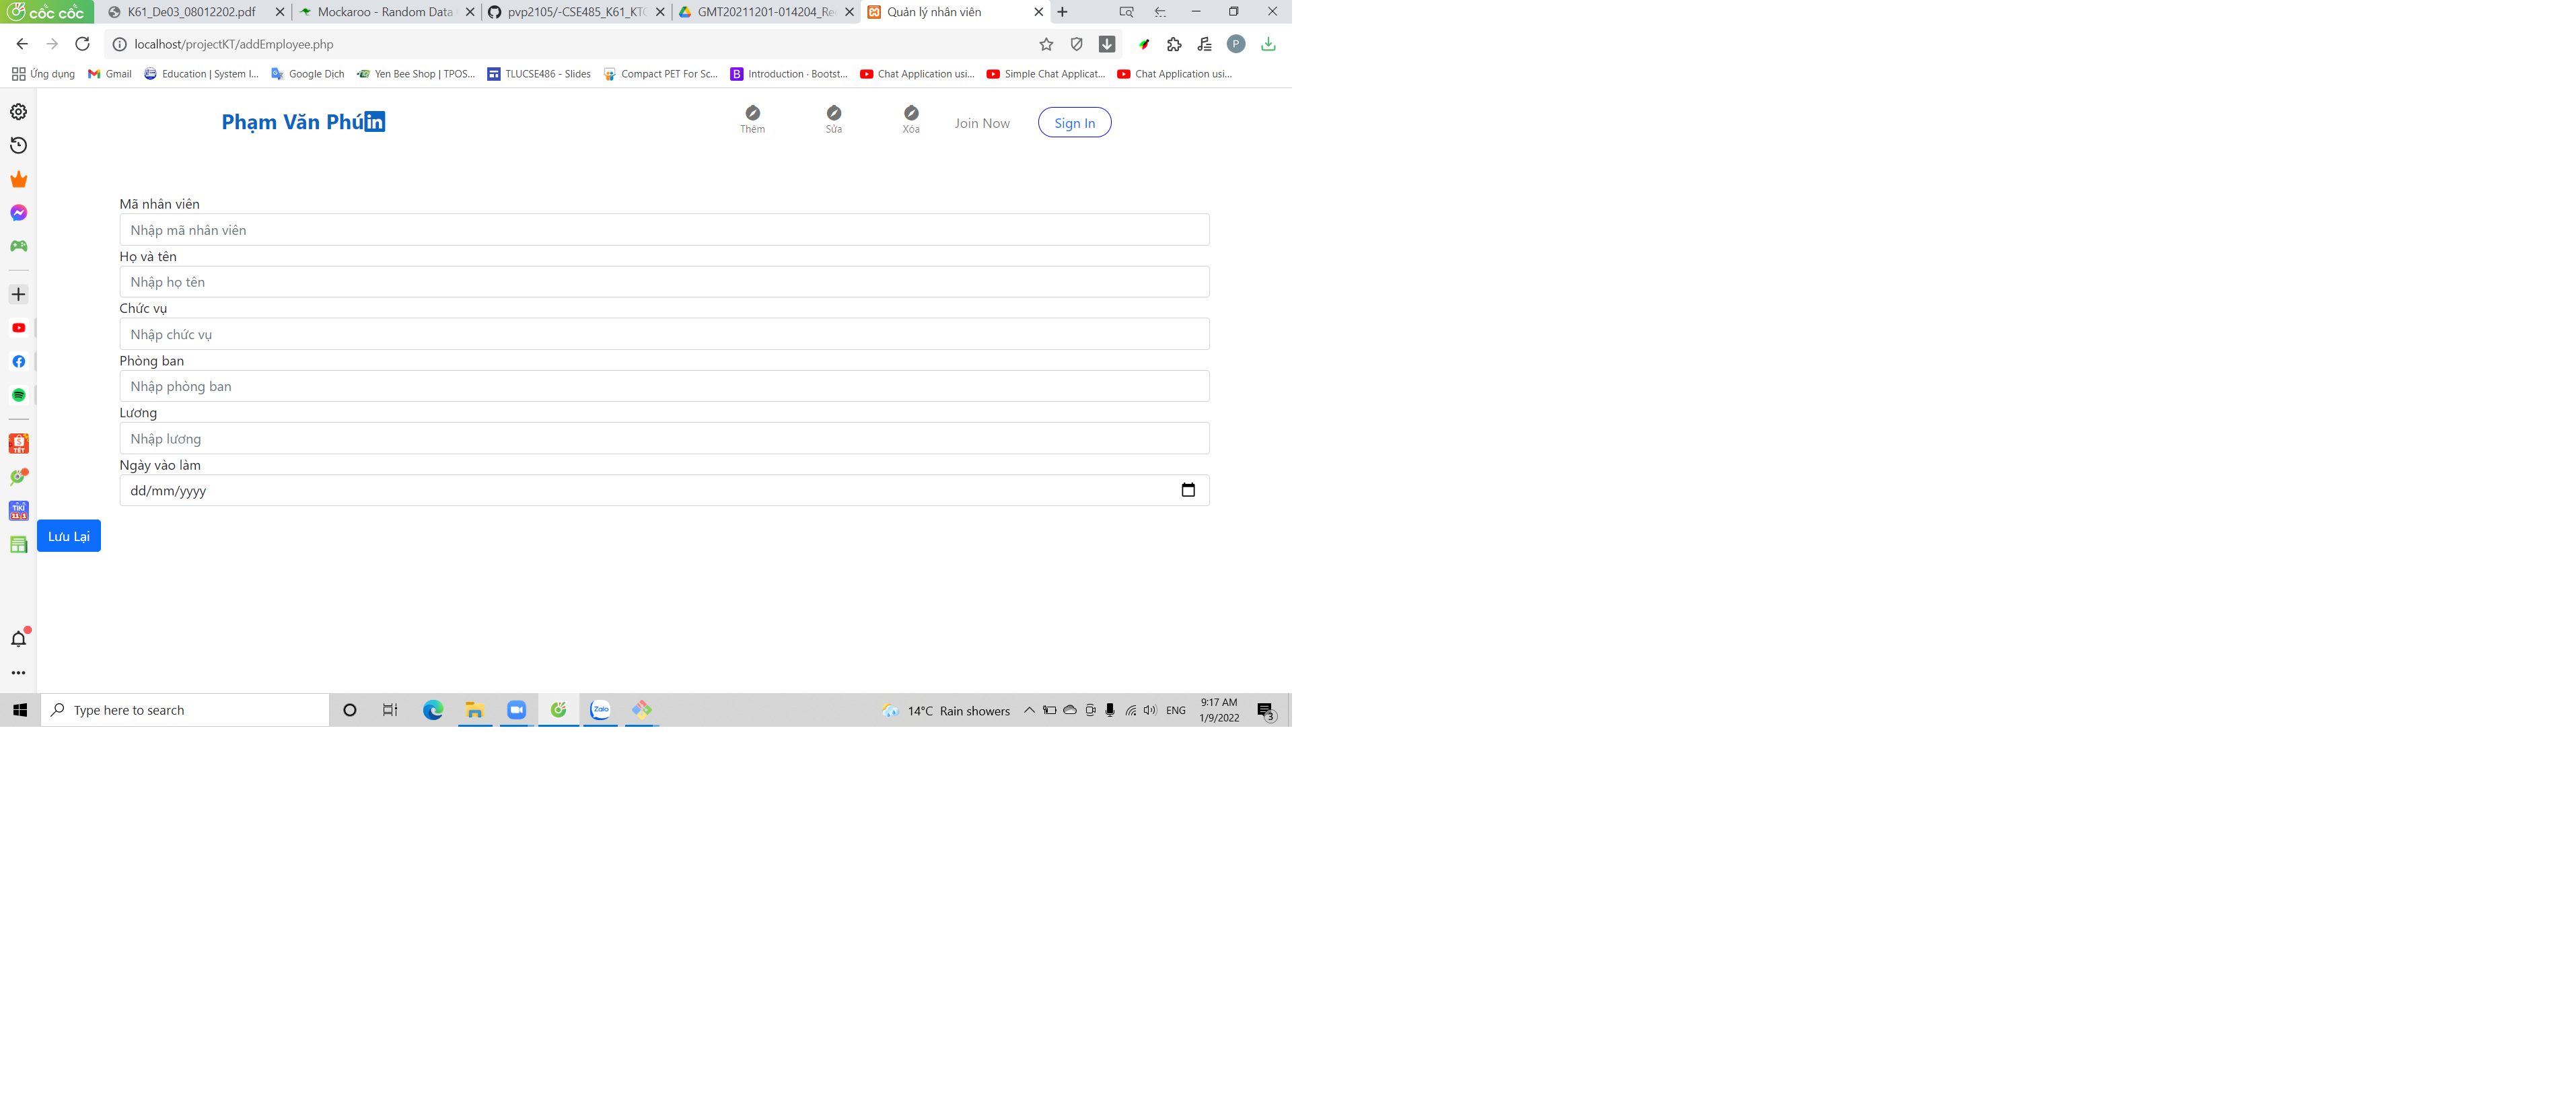 cốc cốc K61_De03_08012202.pdf Mockaroo - Random Data pvp2105/-CSE485_K61_KT GMT20211201-014204_Re Quản lý nhân viên
localhost/projectKT/addEmployee.php P
Ứng dụng Gmail Education | System I... Google Dịch Yen Bee Shop | TPOS... TLUCSE486 - Slides Compact PET For Sc... B Introduction · Bootst... Chat Application usi... Simple Chat Applicat... Chat Application usi...
Phạm Văn Phú in
Thêm Sửa Xóa Join Now Sign In
Mã nhân viên
Nhập mã nhân viên
Họ và tên
Nhập họ tên
Chức vụ
Nhập chức vụ
Phòng ban
Nhập phòng ban
Lương
Nhập lương
Ngày vào làm
dd/mm/yyyy
Lưu Lại
TẾT
TIKI
Type here to search Zalo 14°C Rain showers ENG 9:17 AM
1/9/2022 3